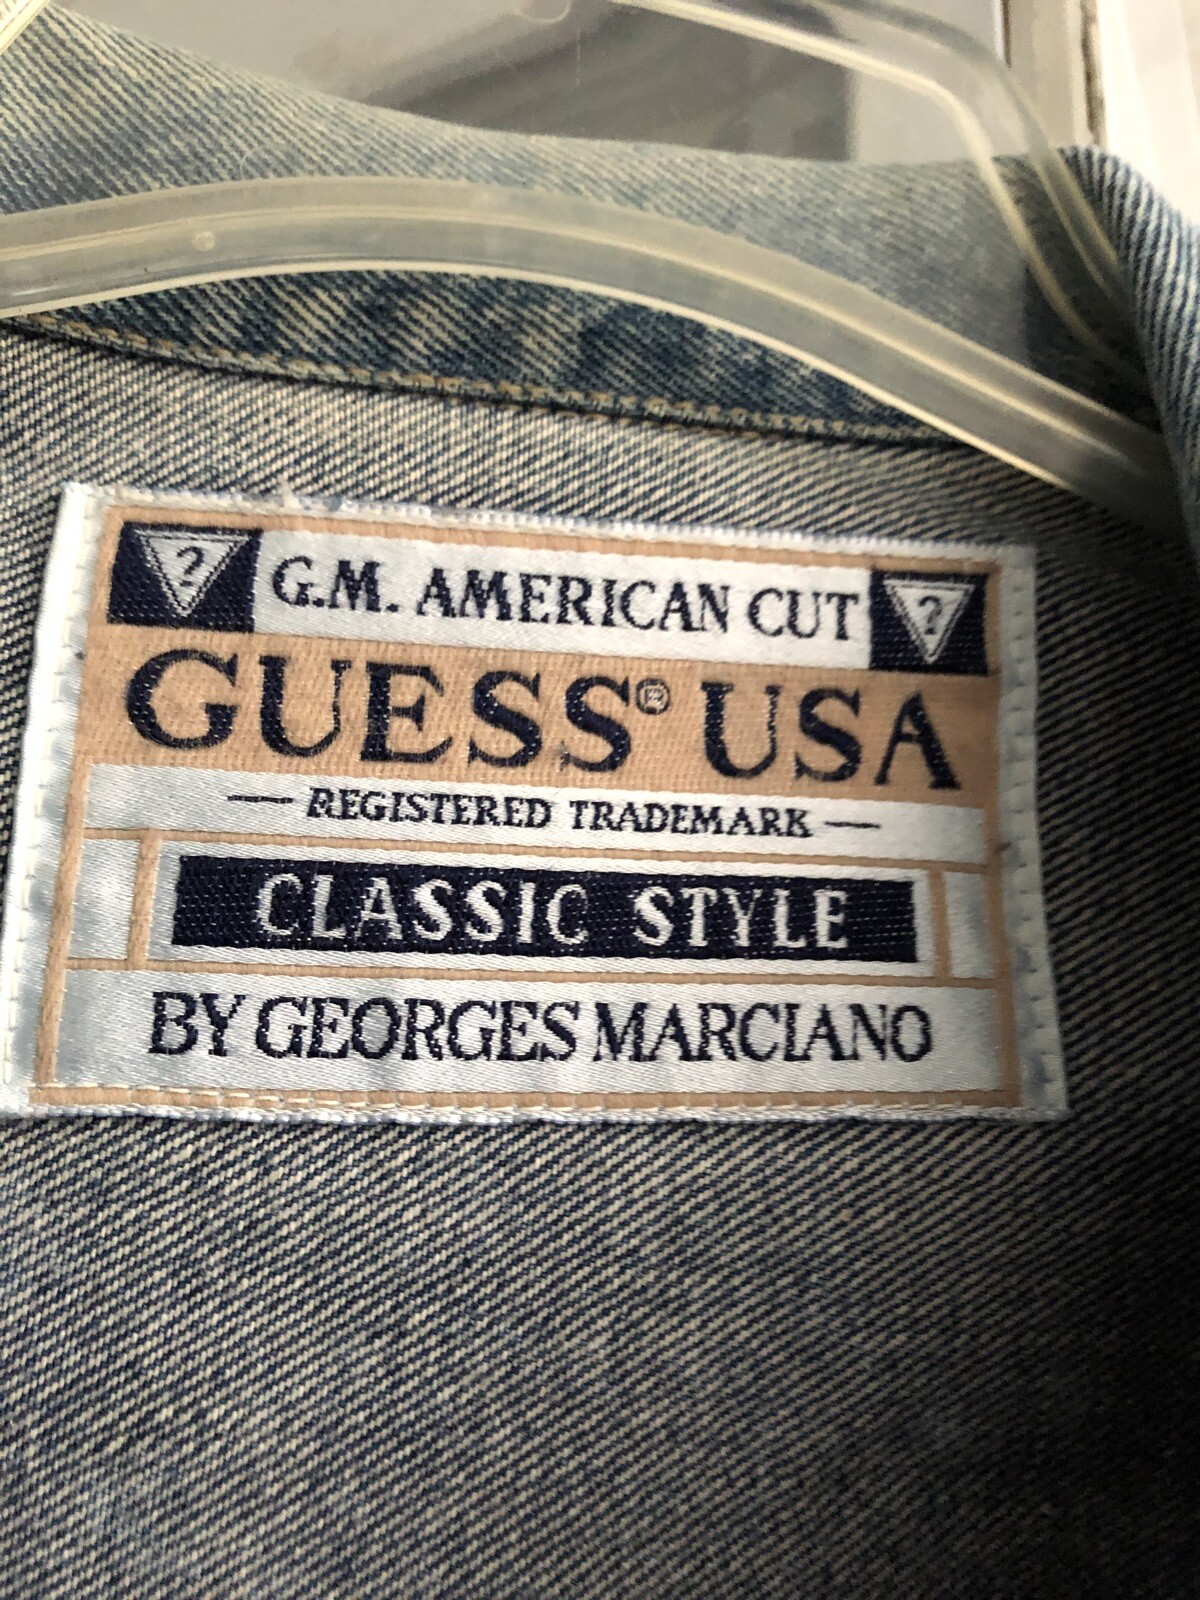 ? G.M. AMERICAN CUT ?
GUESS® USA
— REGISTERED TRADEMARK —
CLASSIC STYLE
BY GEORGES MARCIANO